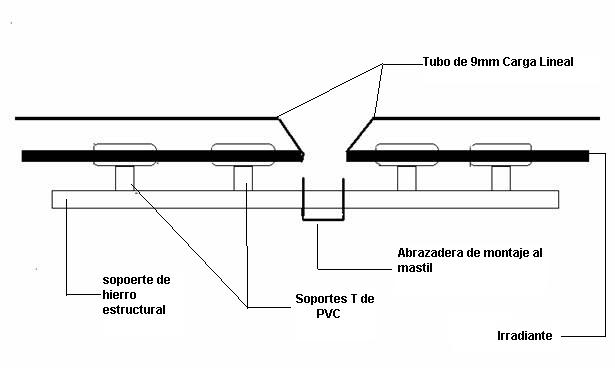 Tubo de 9mm Carga Lineal
Abrazadera de montaje al
mastil
sopoerte de
hierro
estructural
Soportes T de
PVC
Irradiante